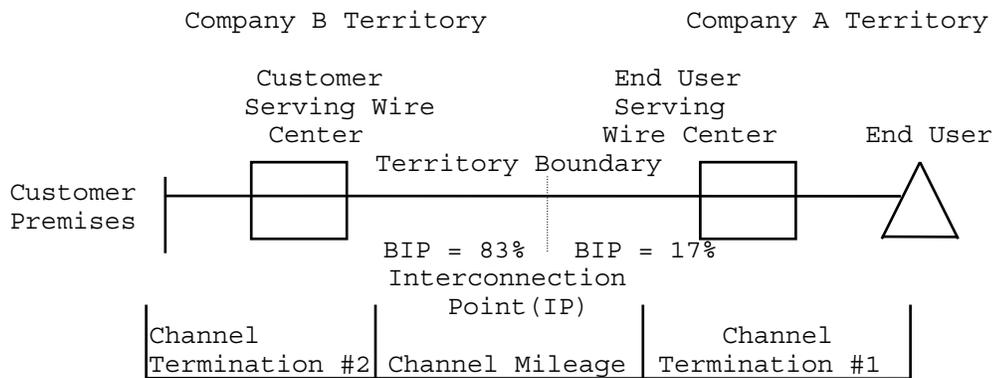 Company B Territory Company A Territory
Customer
Serving Wire
Center
End User
Serving
Wire Center
End User
Territory Boundary
Customer
Premises
BIP = 83% BIP = 17%
Interconnection
Point(IP)
Channel
Termination #2
Channel Mileage
Channel
Termination #1